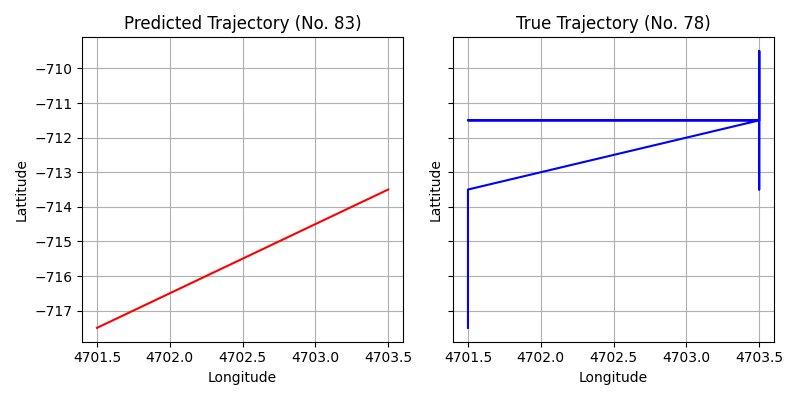 Predicted Trajectory (No. 83)
True Trajectory (No. 78)
Lattitude
−710
−711
−712
−713
−714
−715
−716
−717
Lattitude
4701.5 4702.0 4702.5 4703.0 4703.5
4701.5 4702.0 4702.5 4703.0 4703.5
Longitude
Longitude